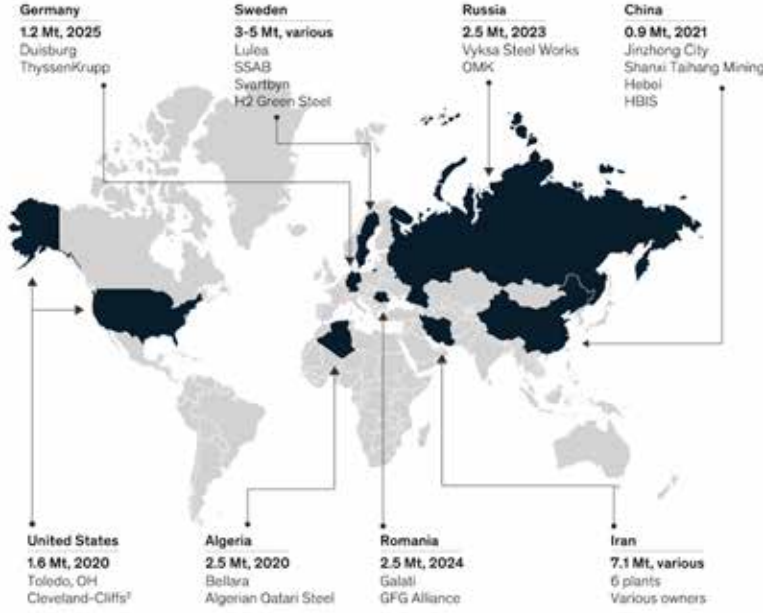 Germany
1.2 Mt, 2025
Duisburg
ThyssenKrupp
Sweden
3-5 Mt, various
Lulea
SSAB
Svartbyn
H2 Green Steel
Russia
2.5 Mt, 2023
Vyksa Steel Works
OMK
China
0.9 Mt, 2021
Jinzhong City
Shanxi Taihang Mining
Hebei
HBIS
United States
1.6 Mt, 2020
Toledo, OH
Cleveland-Cliffs²
Algeria
2.5 Mt, 2020
Bellara
Algerian Qatari Steel
Romania
2.5 Mt, 2024
Galati
GFG Alliance
Iran
7.1 Mt, various
6 plants
Various owners